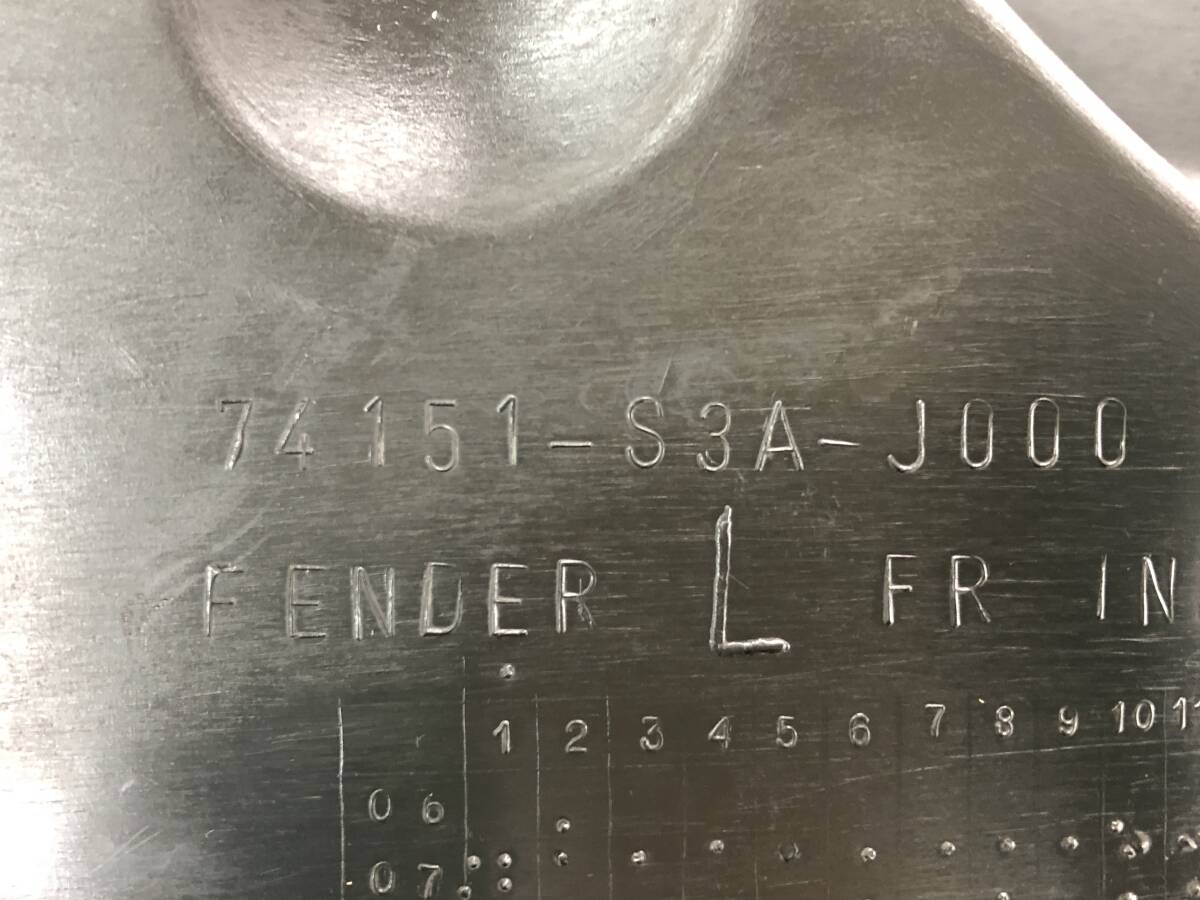 74151-S3A-J000
FENDER L FR IN
1 2 3 4 5 6 7 8 9 10
06
07